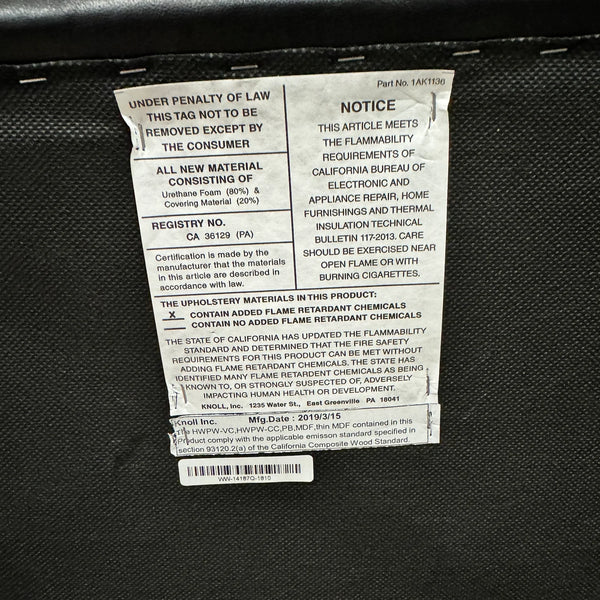 Part No. 1AK1136
UNDER PENALTY OF LAW
THIS TAG NOT TO BE
REMOVED EXCEPT BY
THE CONSUMER
ALL NEW MATERIAL
CONSISTING OF
Urethane Foam (80%) &
Covering Material (20%)
REGISTRY NO.
CA 36129 (PA)
Certification is made by the
manufacturer that the materials
in this article are described in
accordance with law.
NOTICE
THIS ARTICLE MEETS
THE FLAMMABILITY
REQUIREMENTS OF
CALIFORNIA BUREAU OF
ELECTRONIC AND
APPLIANCE REPAIR, HOME
FURNISHINGS AND THERMAL
INSULATION TECHNICAL
BULLETIN 117-2013. CARE
SHOULD BE EXERCISED NEAR
OPEN FLAME OR WITH
BURNING CIGARETTES.
THE UPHOLSTERY MATERIALS IN THIS PRODUCT:
X CONTAIN ADDED FLAME RETARDANT CHEMICALS
CONTAIN NO ADDED FLAME RETARDANT CHEMICALS
THE STATE OF CALIFORNIA HAS UPDATED THE FLAMMABILITY
STANDARD AND DETERMINED THAT THE FIRE SAFETY
REQUIREMENTS FOR THIS PRODUCT CAN BE MET WITHOUT
ADDING FLAME RETARDANT CHEMICALS. THE STATE HAS
IDENTIFIED MANY FLAME RETARDENT CHEMICALS AS BEING
KNOWN TO, OR STRONGLY SUSPECTED OF, ADVERSELY
IMPACTING HUMAN HEALTH OR DEVELOPMENT.
KNOLL, Inc. 1235 Water St., East Greenville PA 18041
Knoll Inc. Mfg.Date : 2019/3/15
HWPW-VC,HWPW-CC,PB,MDF,thin MDF contained in this
Product comply with the applicable emisson standard specified in
section 93120.2(a) of the California Composite Wood Standard
WW-14187G-1610